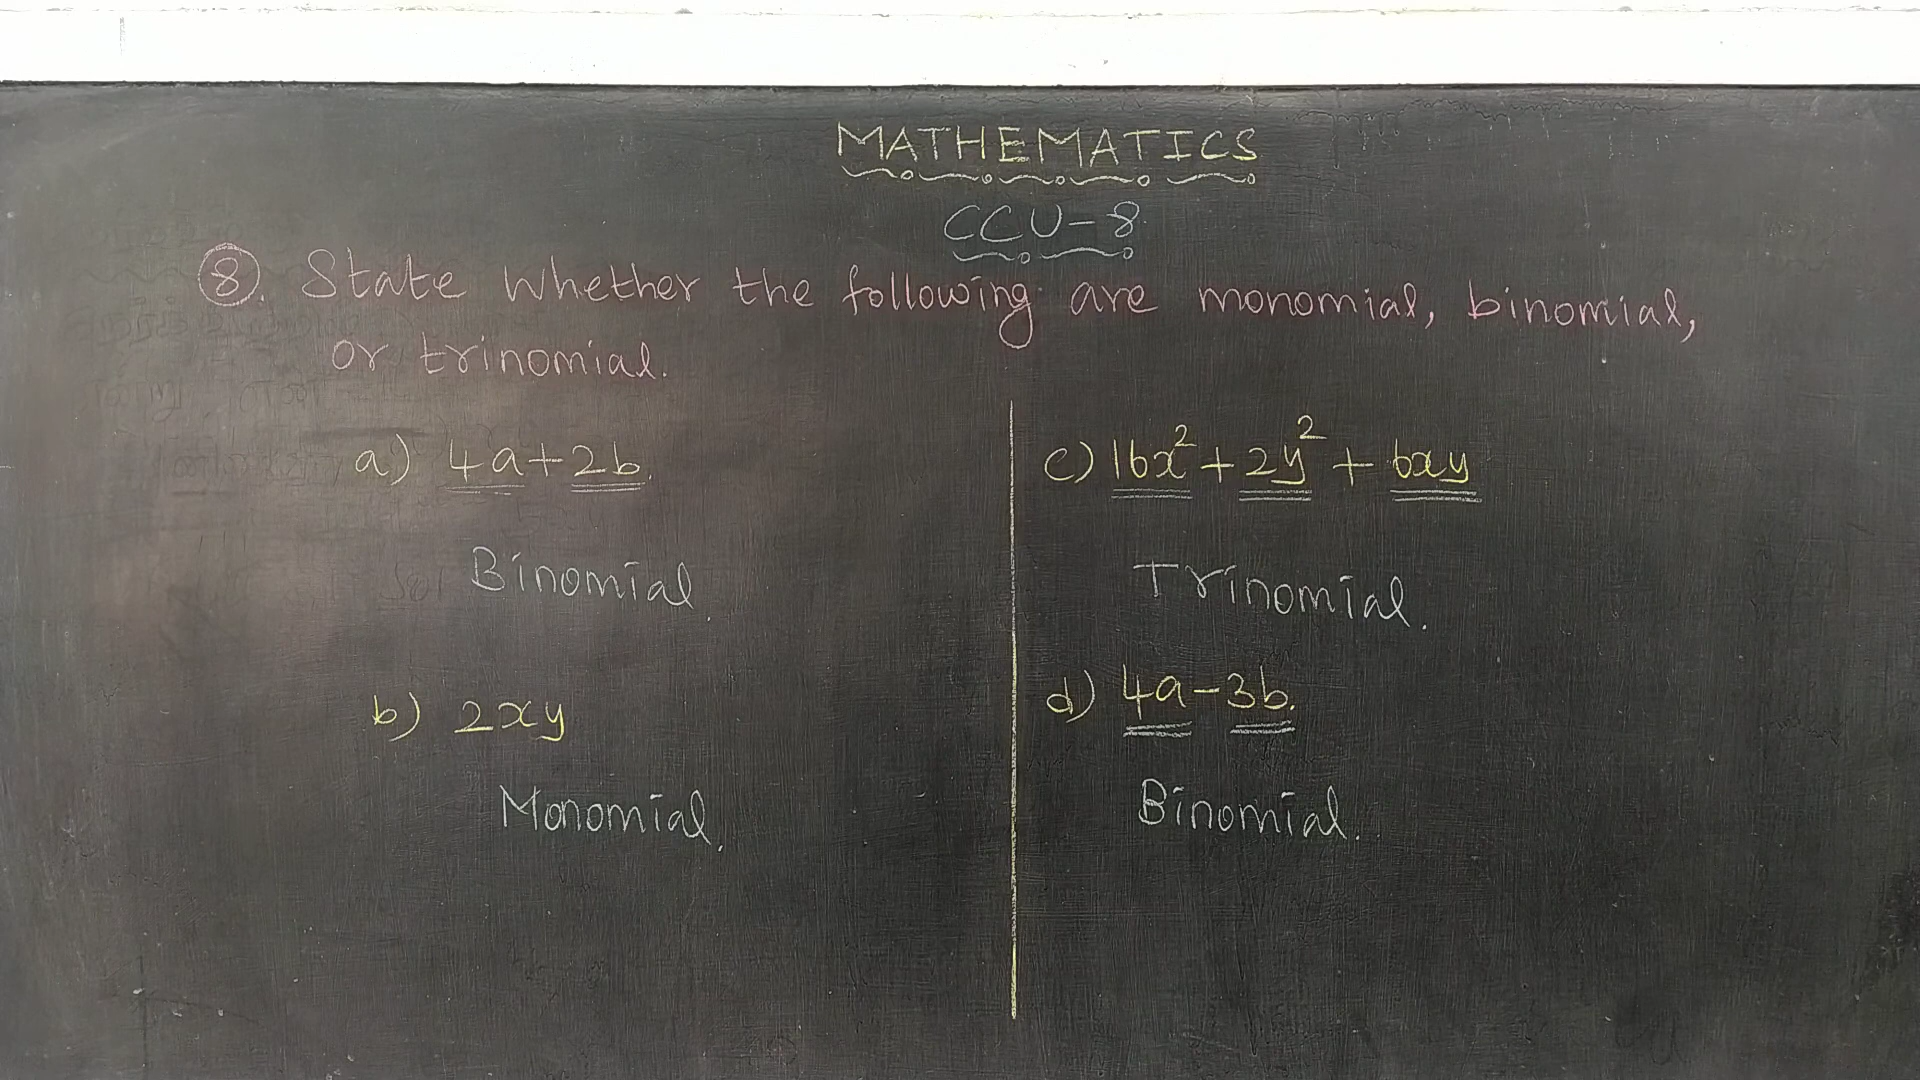 MATHEMATICS
CCU-8
⑧. State whether the following are monomial, binomial,
or trinomial.
a) 4a+2b.
Binomial.
b) 2xy
Monomial.
c) 16x² + 2y² + 6xy
Trinomial.
d) 4a-3b.
Binomial.